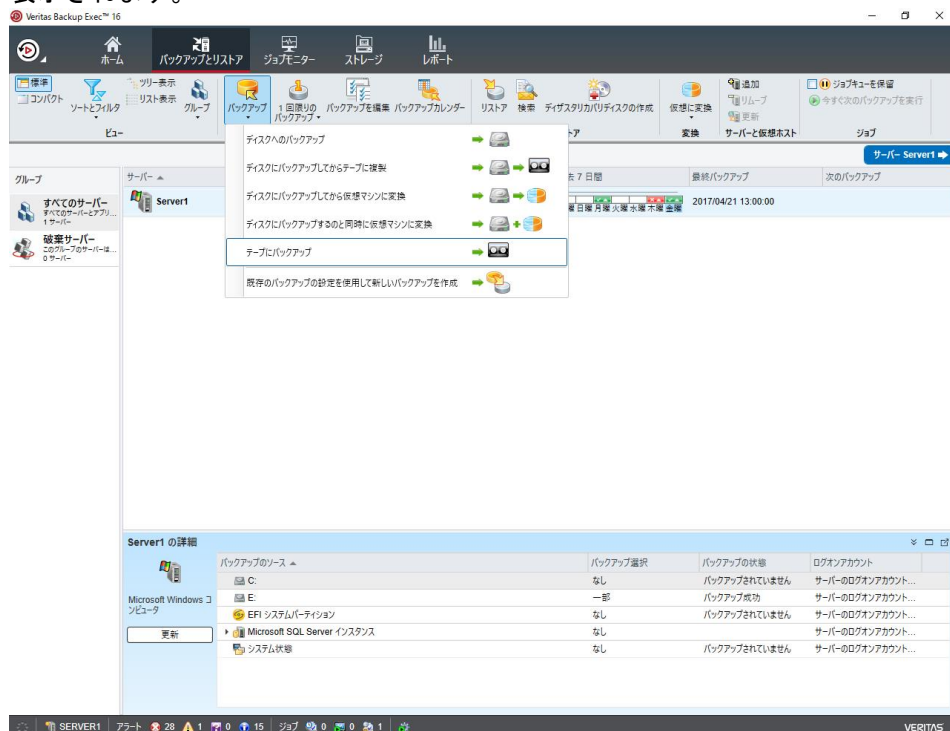 表示されます。
Veritas Backup Exec™ 16
ホーム
バックアップとリストア
ジョブモニター
ストレージ
レポート
標準
コンパクト
ソートとフィルタ
ツリー表示
リスト表示
グループ
バックアップ
1 回限りのバックアップ
バックアップを編集
バックアップカレンダー
リストア
検索
ディザスタリカバリディスクの作成
仮想に変換
追加
リムーブ
更新
ジョブキューを保留
今すぐ次のバックアップを実行
ビュー
変換
サーバーと仮想ホスト
ジョブ
ディスクへのバックアップ
ディスクにバックアップしてからテープに複製
ディスクにバックアップしてから仮想マシンに変換
ディスクにバックアップするのと同時に仮想マシンに変換
テープにバックアップ
既存のバックアップの設定を使用して新しいバックアップを作成
サーバー Server1
グループ
サーバー
7 日間
最終バックアップ
次のバックアップ
すべてのサーバー
すべてのサーバーとアプリ...
1 サーバー
破棄サーバー
このグループのサーバーは...
0 サーバー
Server1
日曜 月曜 火曜 水曜 木曜 金曜
2017/04/21 13:00:00
Server1 の詳細
Microsoft Windows コンピュータ
更新
バックアップのソース
バックアップ選択
バックアップの状態
ログオンアカウント
C:
なし
バックアップされていません
サーバーのログオンアカウント...
E:
一部
バックアップ成功
サーバーのログオンアカウント...
EFI システムパーティション
なし
バックアップされていません
サーバーのログオンアカウント...
Microsoft SQL Server インスタンス
なし
サーバーのログオンアカウント...
システム状態
なし
バックアップされていません
サーバーのログオンアカウント...
SERVER1
アラート 28 1 0 15
ジョブ 0 0 1
VERITAS